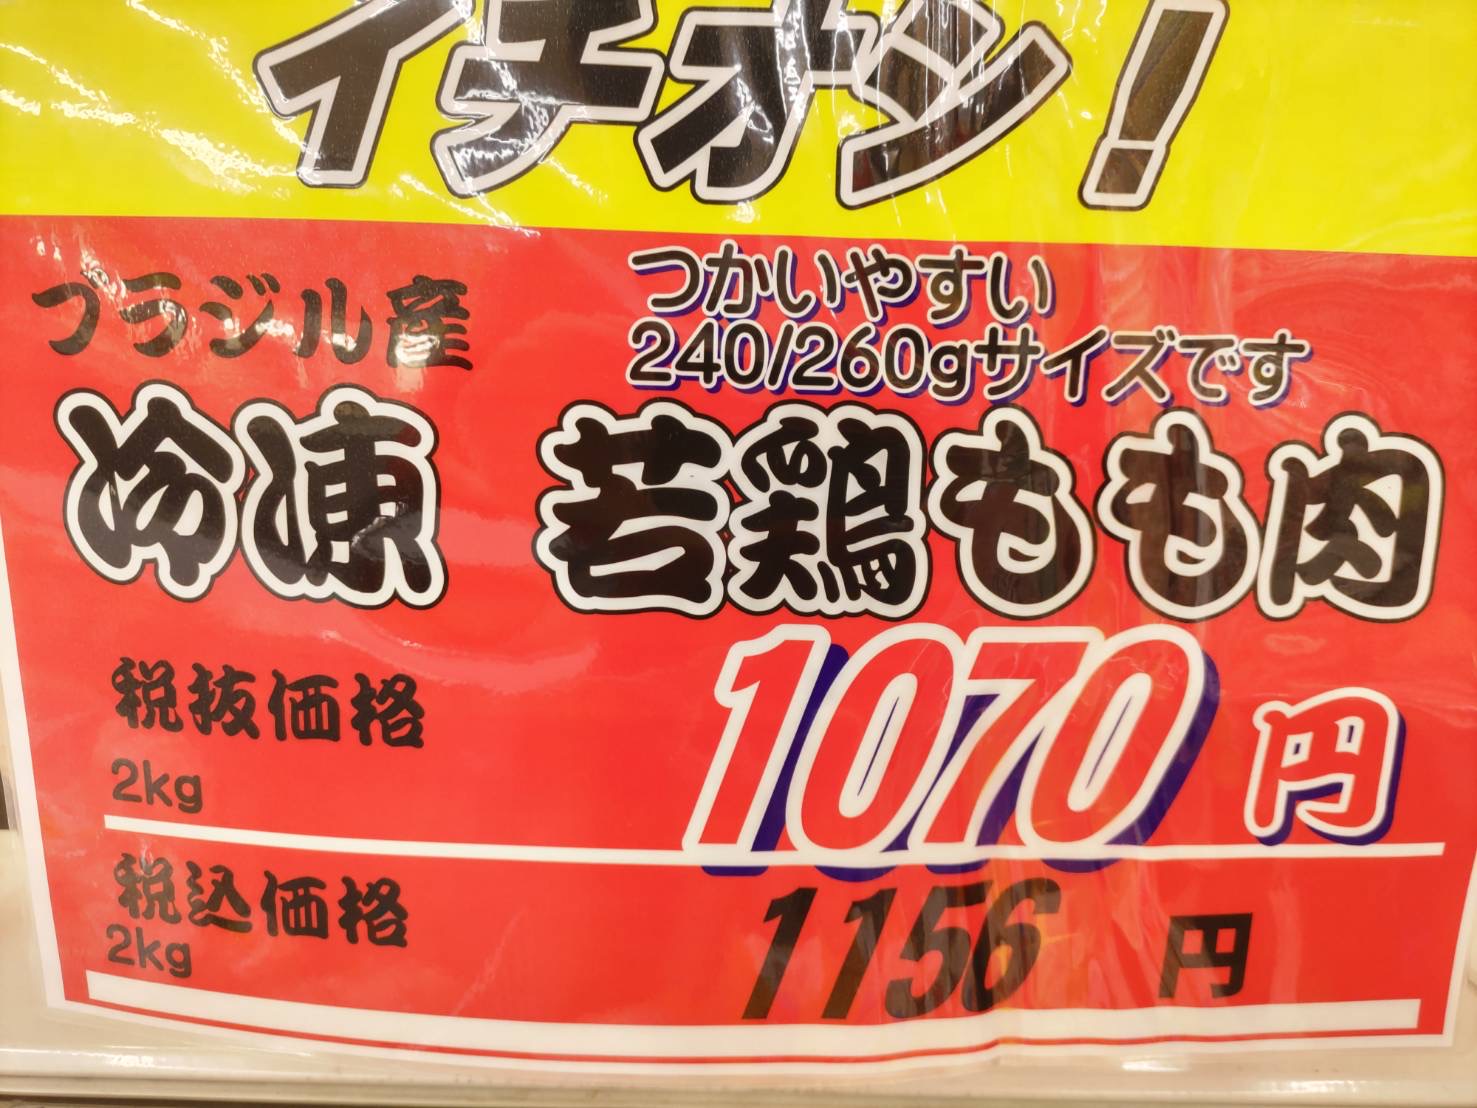 イチオシ!
ブラジル産
つかいやすい
240/260gサイズです
冷凍 若鶏もも肉
税抜価格
2kg
1070円
税込価格
2kg
1156円